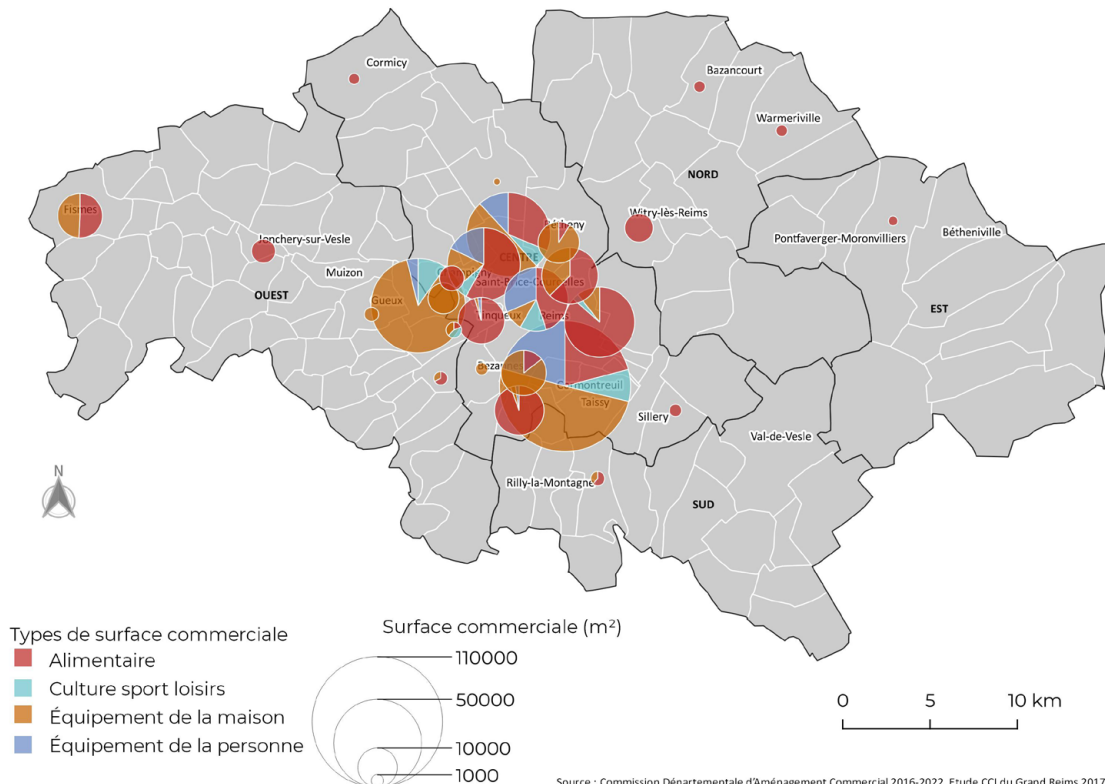 Cormicy
Bazancourt
Warmeriville
NORD
Fismes
Witry-lès-Reims
Bétheny
Pontfaverger-Moronvilliers
Bétheniville
Jonchery-sur-Vesle
CENTRE
Muizon
Champigny
Saint-Brice-Courcelles
OUEST
Gueux
EST
Tinqueux
Reims
Bezannes
Cormontreuil
Taissy
Sillery
Val-de-Vesle
N
Rilly-la-Montagne
SUD
Types de surface commerciale
Alimentaire
Culture sport loisirs
Équipement de la maison
Équipement de la personne
Surface commerciale (m²)
110000
50000
10000
1000
0 5 10 km
Source : Commission Départementale d'Aménagement Commercial 2016-2022, Etude CCI du Grand Reims 2017